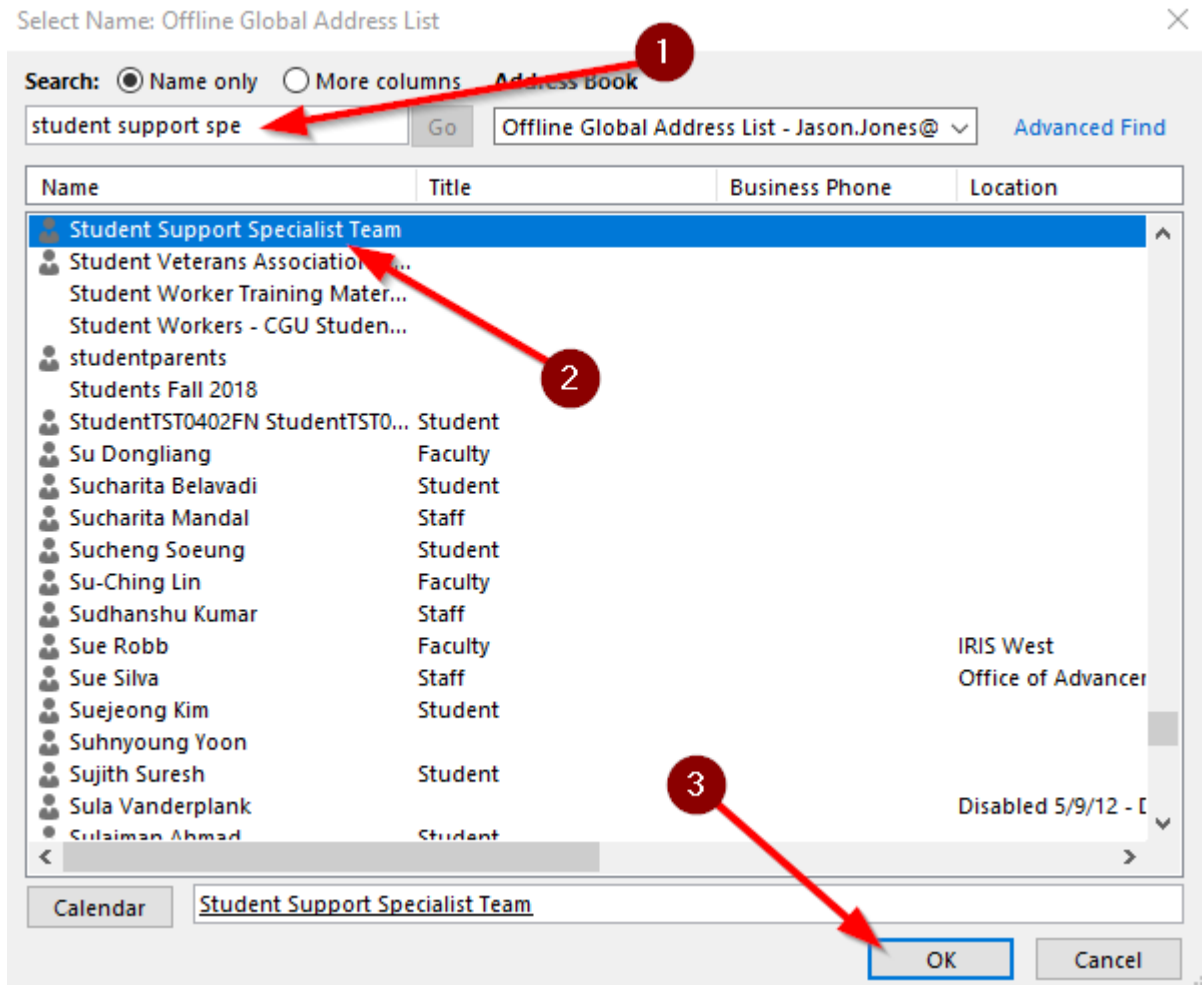 Select Name: Offline Global Address List
1
Search: Name only More columns Address Book
student support spe Go Offline Global Address List - Jason.Jones@ Advanced Find
Name Title Business Phone Location
Student Support Specialist Team
Student Veterans Association ...
Student Worker Training Mater...
Student Workers - CGU Studen...
2
studentparents
Students Fall 2018
StudentTST0402FN StudentTST0... Student
Su Dongliang Faculty
Sucharita Belavadi Student
Sucharita Mandal Staff
Sucheng Soeung Student
Su-Ching Lin Faculty
Sudhanshu Kumar Staff
Sue Robb Faculty IRIS West
Sue Silva Staff Office of Advancer
Suejeong Kim Student
Suhnyoung Yoon
Sujith Suresh Student
3
Sula Vanderplank Disabled 5/9/12 - D
Sulaiman Ahmad Student
Calendar Student Support Specialist Team
OK Cancel